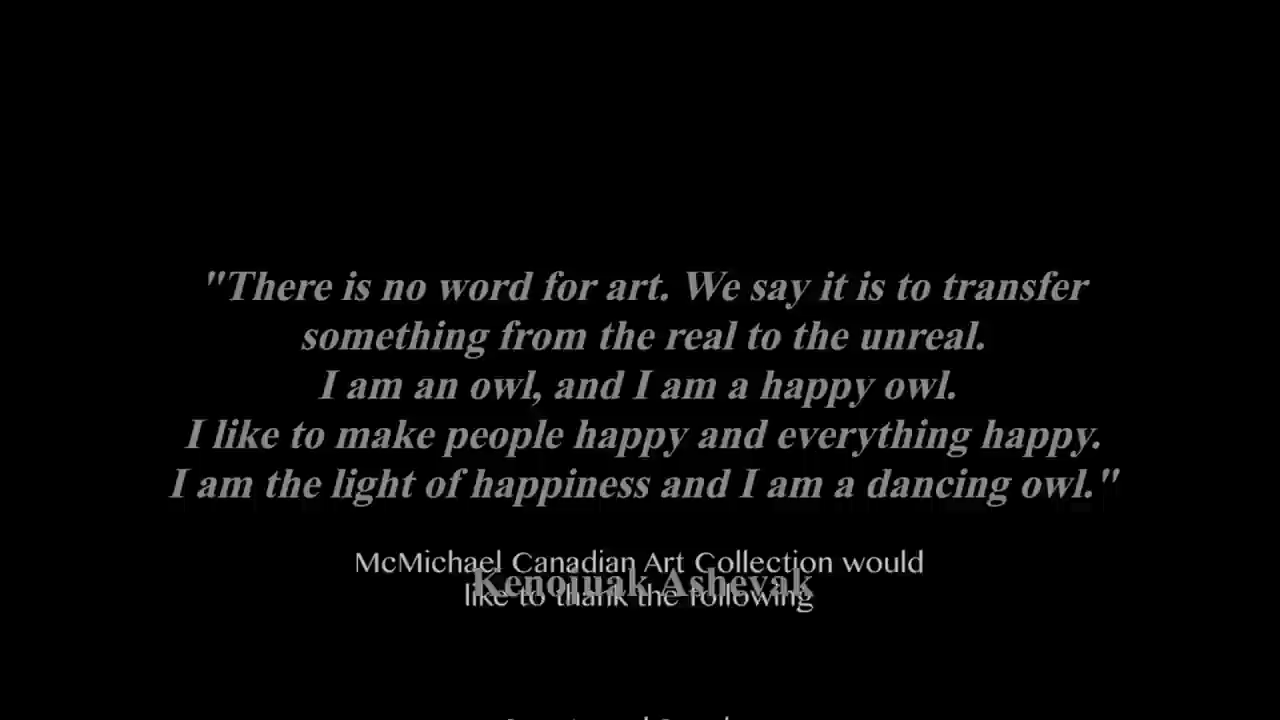 "There is no word for art. We say it is to transfer
something from the real to the unreal.
I am an owl, and I am a happy owl.
I like to make people happy and everything happy.
I am the light of happiness and I am a dancing owl."
McMichael Canadian Art Collection would
Kenojuak Ashevak
like to thank the following